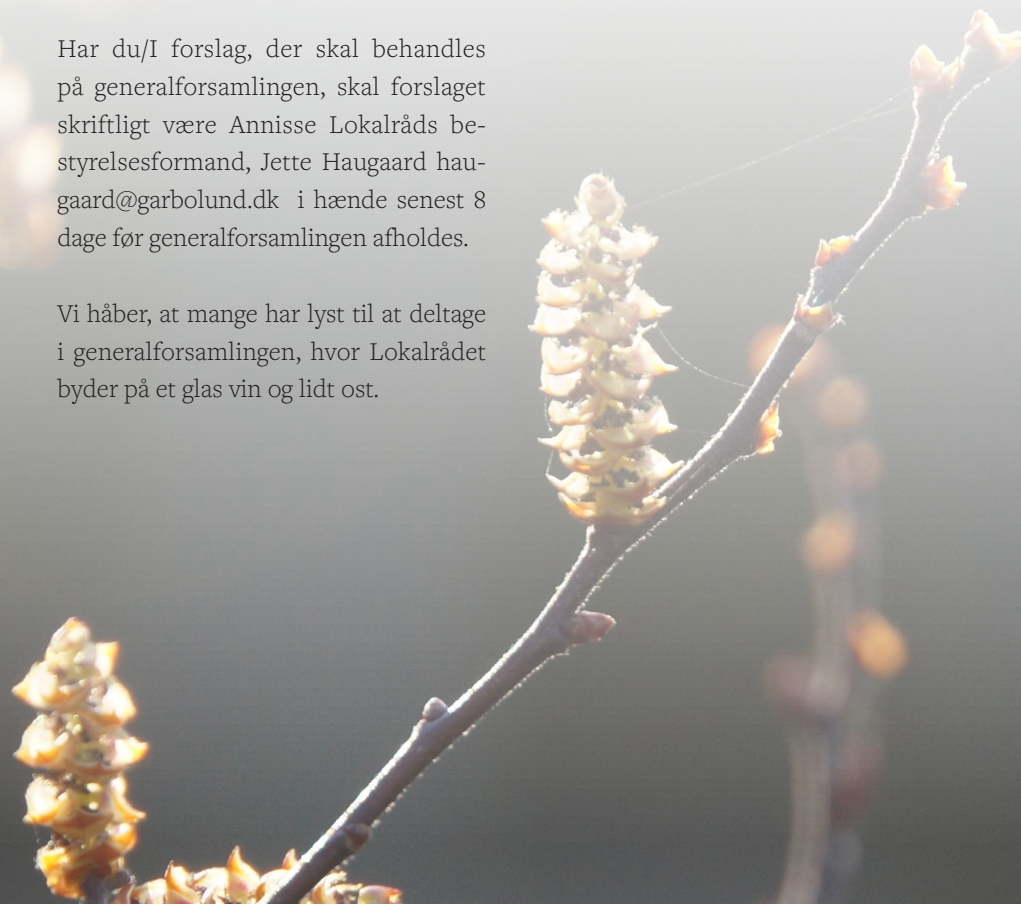 Har du/I forslag, der skal behandles
på generalforsamlingen, skal forslaget
skriftligt være Annisse Lokalråds be-
styrelsesformand, Jette Haugaard hau-
gaard@garbolund.dk i hænde senest 8
dage før generalforsamlingen afholdes.

Vi håber, at mange har lyst til at deltage
i generalforsamlingen, hvor Lokalrådet
byder på et glas vin og lidt ost.